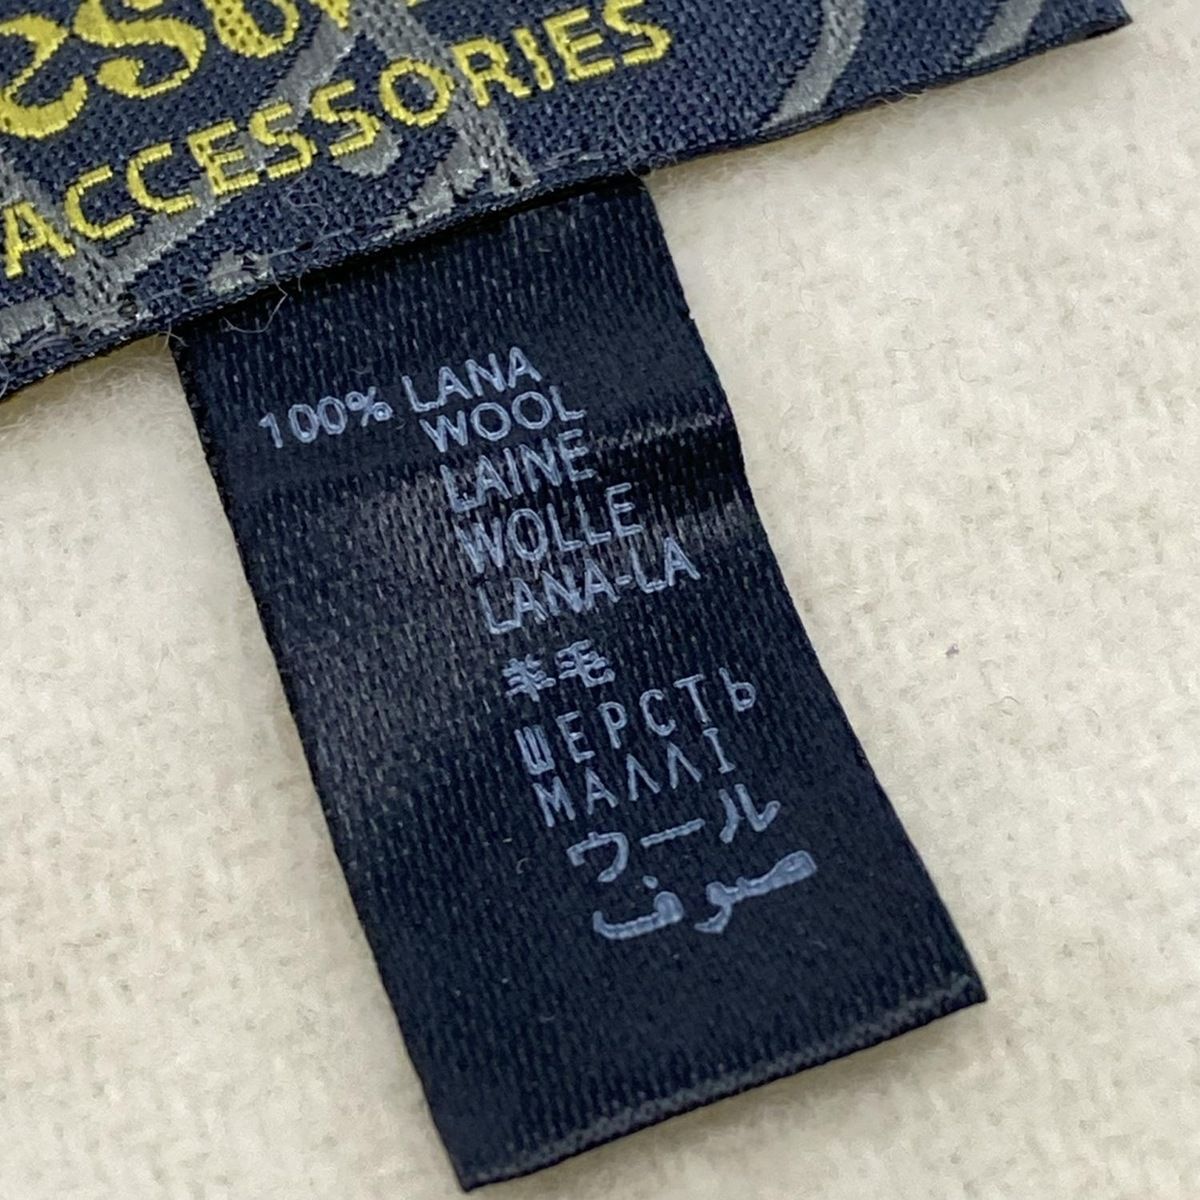 ACCESSORIES
100% LANA
WOOL
LAINE
WOLLE
LANA-LA
羊毛
ШЕРСТЬ
ΜΑΛΛΙ
ウール
صوف